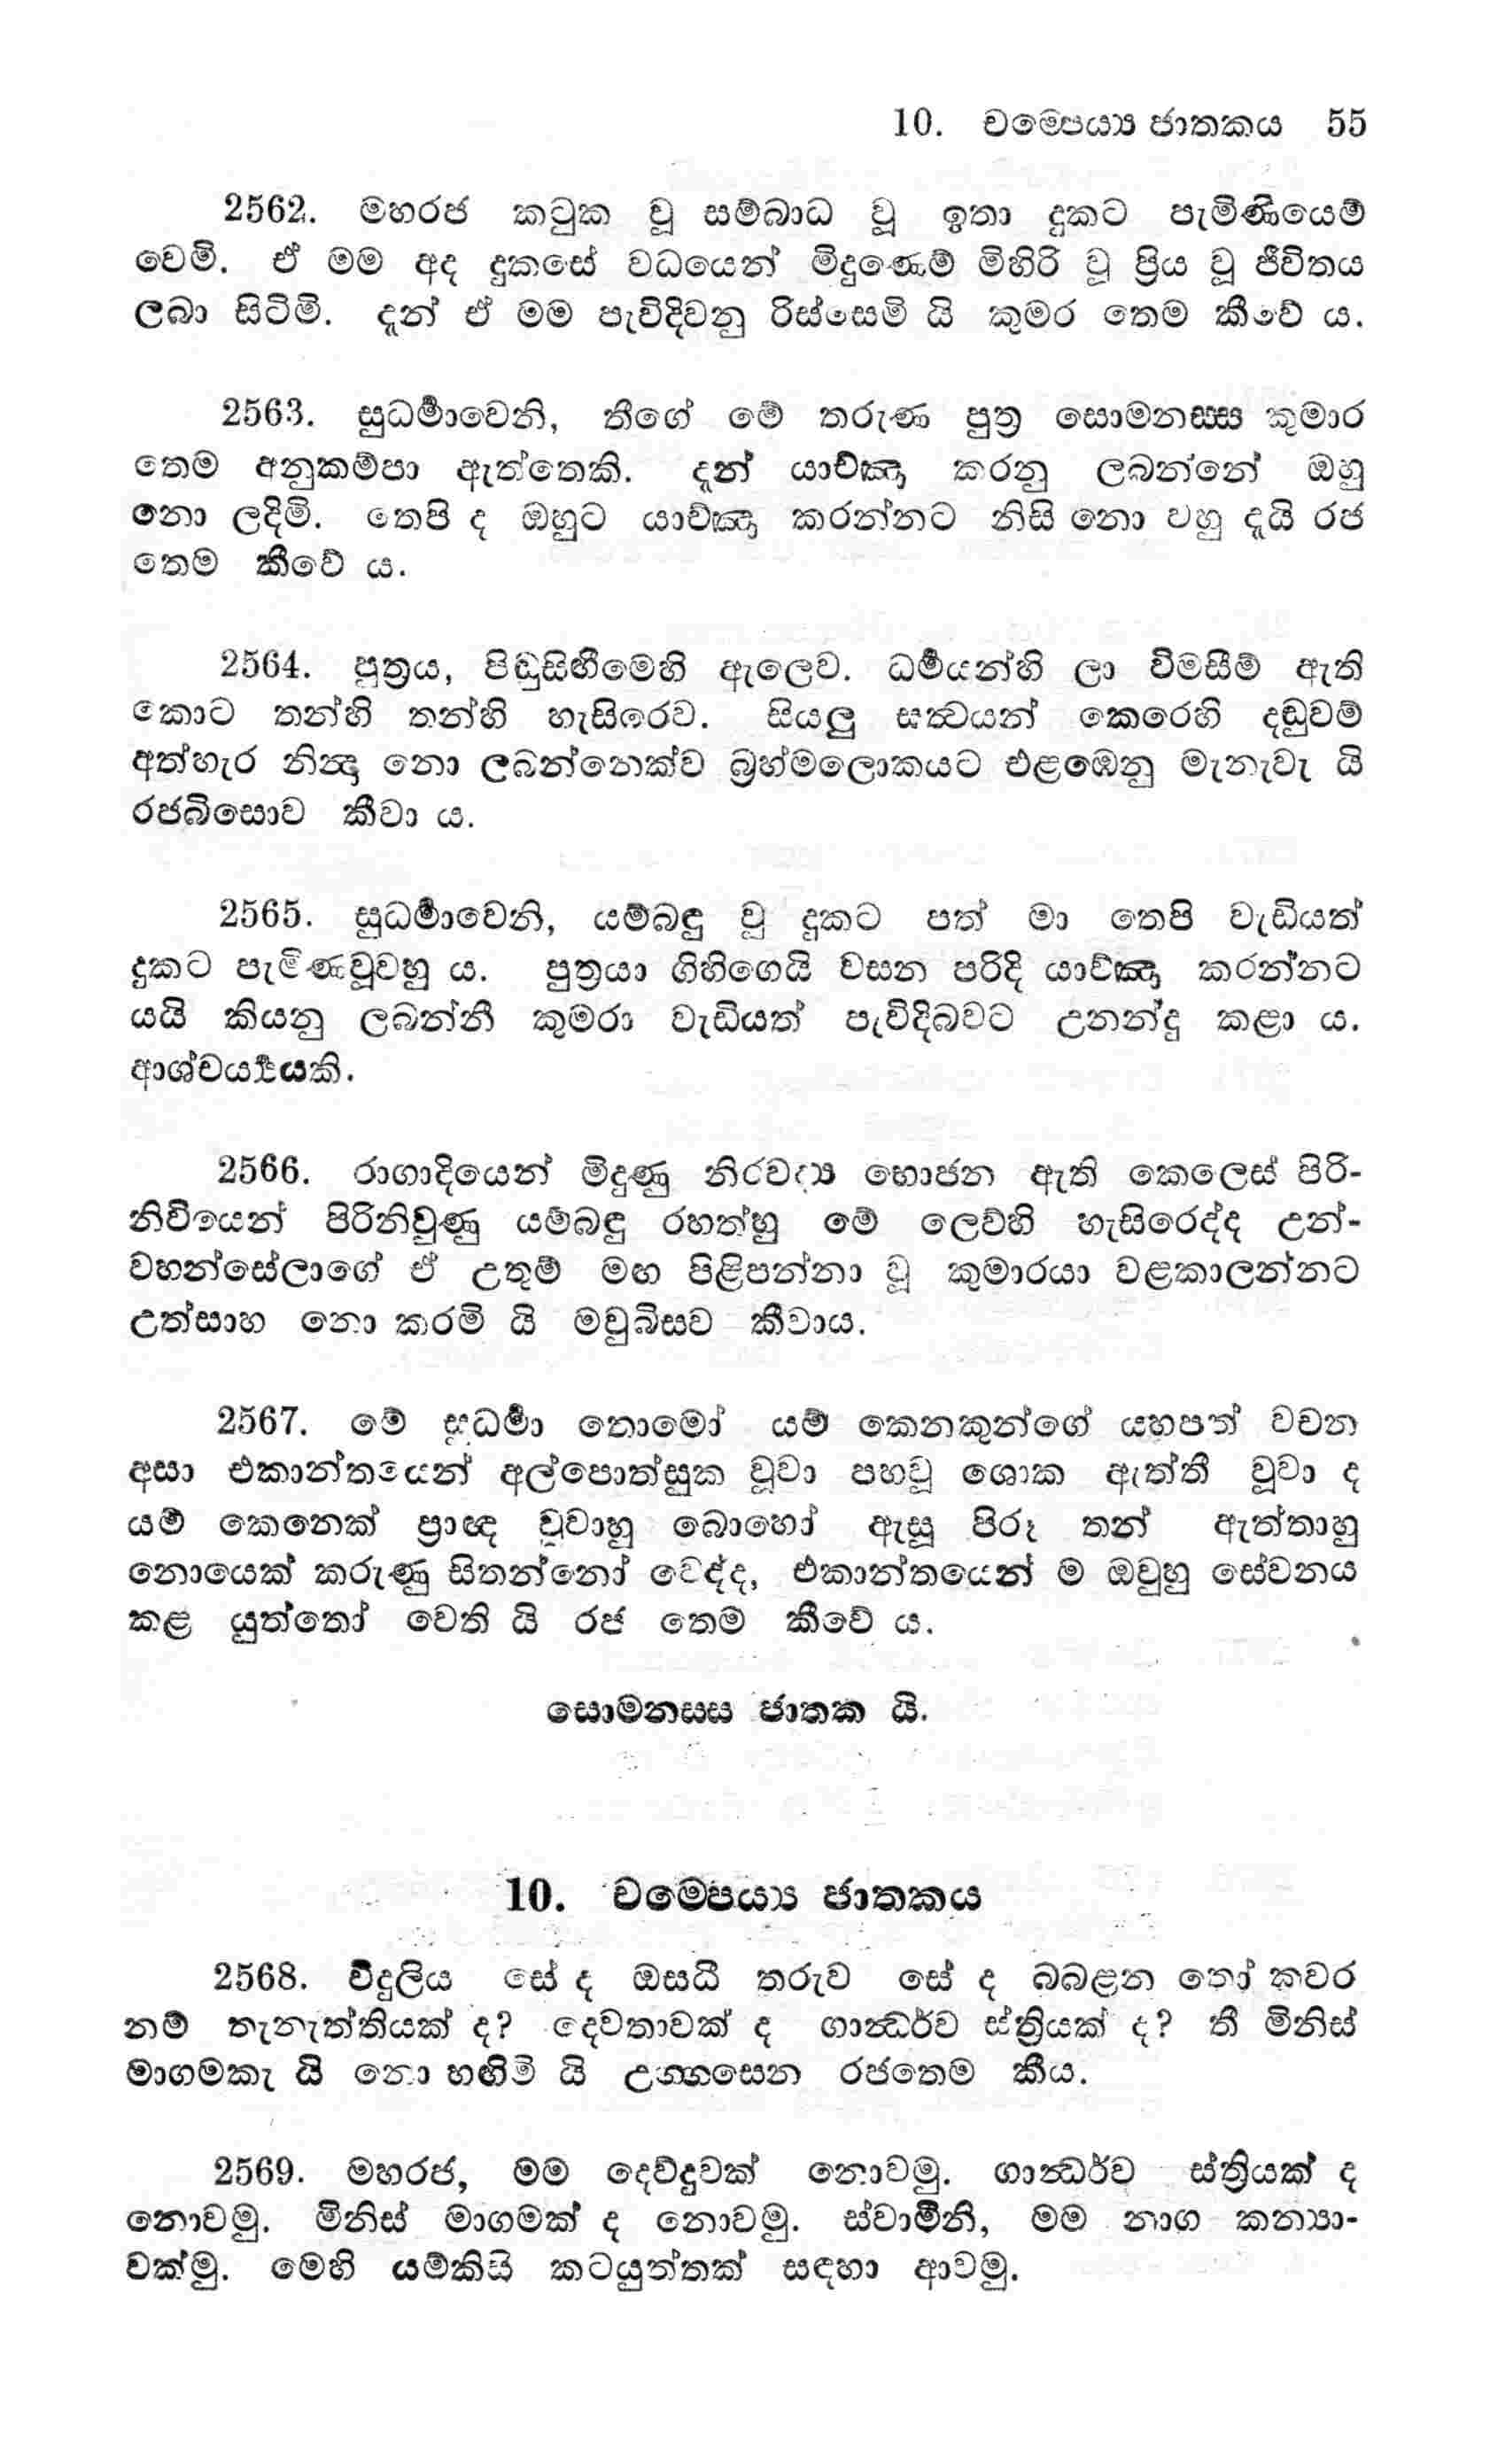 10. චම්පෙය්‍ය ජාතකය 55
2562. මහරජ කටුක වූ සම්බාධ වූ ඉතා දුකට පැමිණියෙම්
වෙමි. ඒ මම අද දුකසේ වධයෙන් මිදුණෙම් මිහිරි වූ ප්‍රිය වූ ජීවිතය
ලබා සිටිමි. දැන් ඒ මම පැවිදිවනු රිස්සෙමි යි කුමර තෙම කීවේ ය.
2563. සුධර්‍මාවෙනි, තීගේ මේ තරුණ පුත්‍ර සොමනස්ස කුමාර
තෙම අනුකම්පා ඇත්තෙකි. දැන් යාච්ඤා කරනු ලබන්නේ ඔහු
නො ලදිමි. තෙපි ද ඔහුට යාච්ඤා කරන්නට නිසි නො වහු දැයි රජ
තෙම කීවේ ය.
2564. පුත්‍රය, පිඬුසිඟීමෙහි ඇලෙව. ධර්‍මයන්හි ලා විමසීම් ඇති
කොට තන්හි තන්හි හැසිරෙව. සියලු සත්‍වයන් කෙරෙහි දඬුවම්
අත්හැර නින්‍දා නො ලබන්නෙක්ව බ්‍රහ්මලොකයට එළඹෙනු මැනැවැ යි
රජබිසොව කීවා ය.
2565. සුධර්‍මාවෙනි, යම්බඳු වූ දුකට පත් මා තෙපි වැඩියත්
දුකට පැමිණවූවහු ය. පුත්‍රයා ගිහිගෙයි වසන පරිදි යාච්ඤා කරන්නට
යයි කියනු ලබන්නී කුමරා වැඩියත් පැවිදිබවට උනන්දු කළා ය.
ආශ්චර්‍ය්‍යයකි.
2566. රාගාදියෙන් මිදුණු නිරවද්‍ය භොජන ඇති කෙලෙස් පිරි-
නිවියෙන් පිරිනිවුණු යම්බඳු රහත්හු මේ ලෙව්හි හැසිරෙද්ද උන්-
වහන්සේලාගේ ඒ උතුම් මඟ පිළිපන්නා වූ කුමාරයා වළකාලන්නට
උත්සාහ නො කරමි යි මවුබිසව කීවාය.
2567. මේ සුධර්‍මා තොමෝ යම් කෙනකුන්ගේ යහපත් වචන
අසා එකාන්තයෙන් අල්පොත්සුක වූවා පහවූ ශොක ඇත්තී වූවා ද
යම් කෙනෙක් ප්‍රාඥ වූවාහු බොහෝ ඇසූ පිරූ තන් ඇත්තාහු
නොයෙක් කරුණු සිතන්නෝ වෙද්ද, එකාන්තයෙන් ම ඔවුහු සේවනය
කළ යුත්තෝ වෙති යි රජ තෙම කීවේ ය.
සොමනස්ස ජාතක යි.
10. චම්පෙය්‍ය ජාතකය
2568. විදුලිය සේ ද ඔසධී තරුව සේ ද බබළන තෝ කවර
නම් තැනැත්තියක් ද? දෙවතාවක් ද ගාන්‍ධර්ව ස්ත්‍රියක් ද? තී මිනිස්
මාගමකැ යි නො හඟිමි යි උග්ගසෙන රජතෙම කීය.
2569. මහරජ, මම දෙව්දුවක් නොවමු. ගාන්‍ධර්ව ස්ත්‍රියක් ද
නොවමු. මිනිස් මාගමක් ද නොවමු. ස්වාමීනි, මම නාග කන්‍යා-
වක්මු. මෙහි යම්කිසි කටයුත්තක් සඳහා ආවමු.